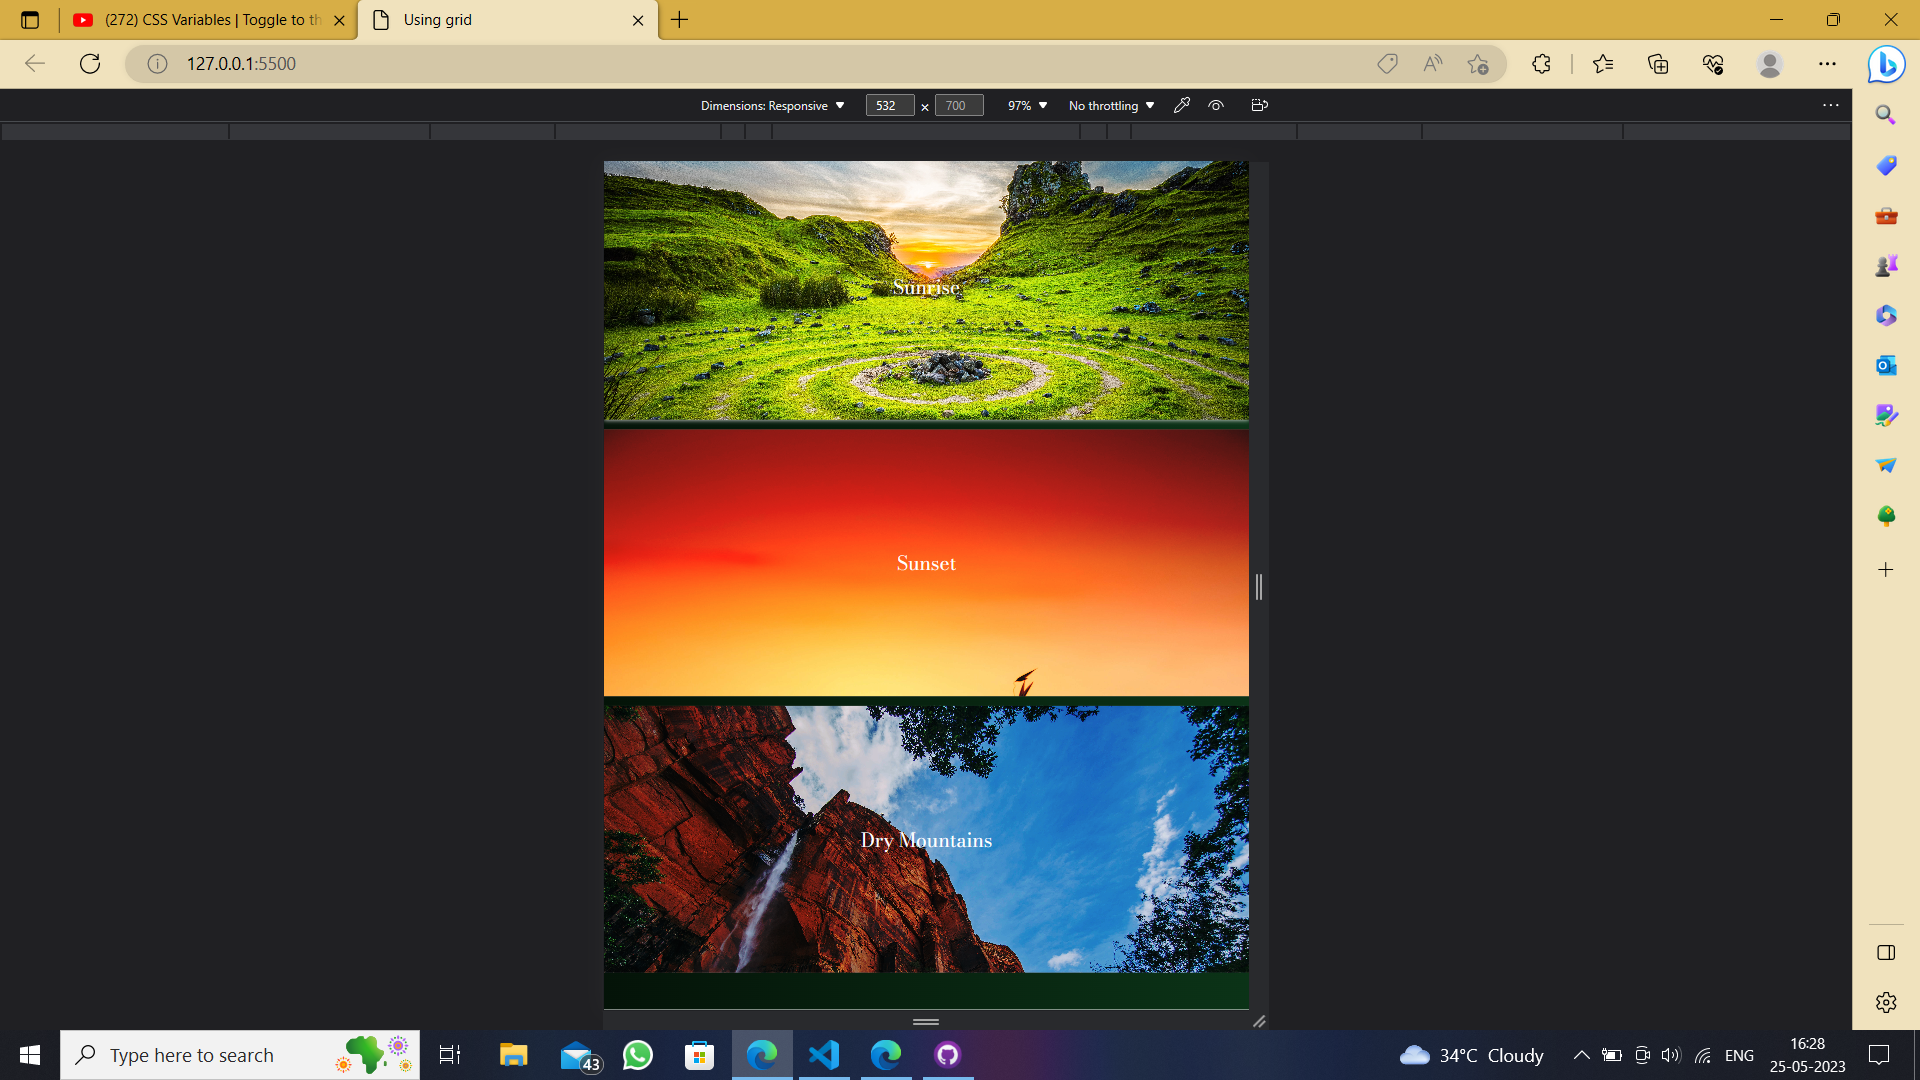 (272) CSS Variables | Toggle to th
Using grid
127.0.0.1:5500
Dimensions: Responsive
532 × 700
97%
No throttling
Sunrise
Sunset
Dry Mountains
Type here to search
43
34°C Cloudy
ENG
16:28
25-05-2023